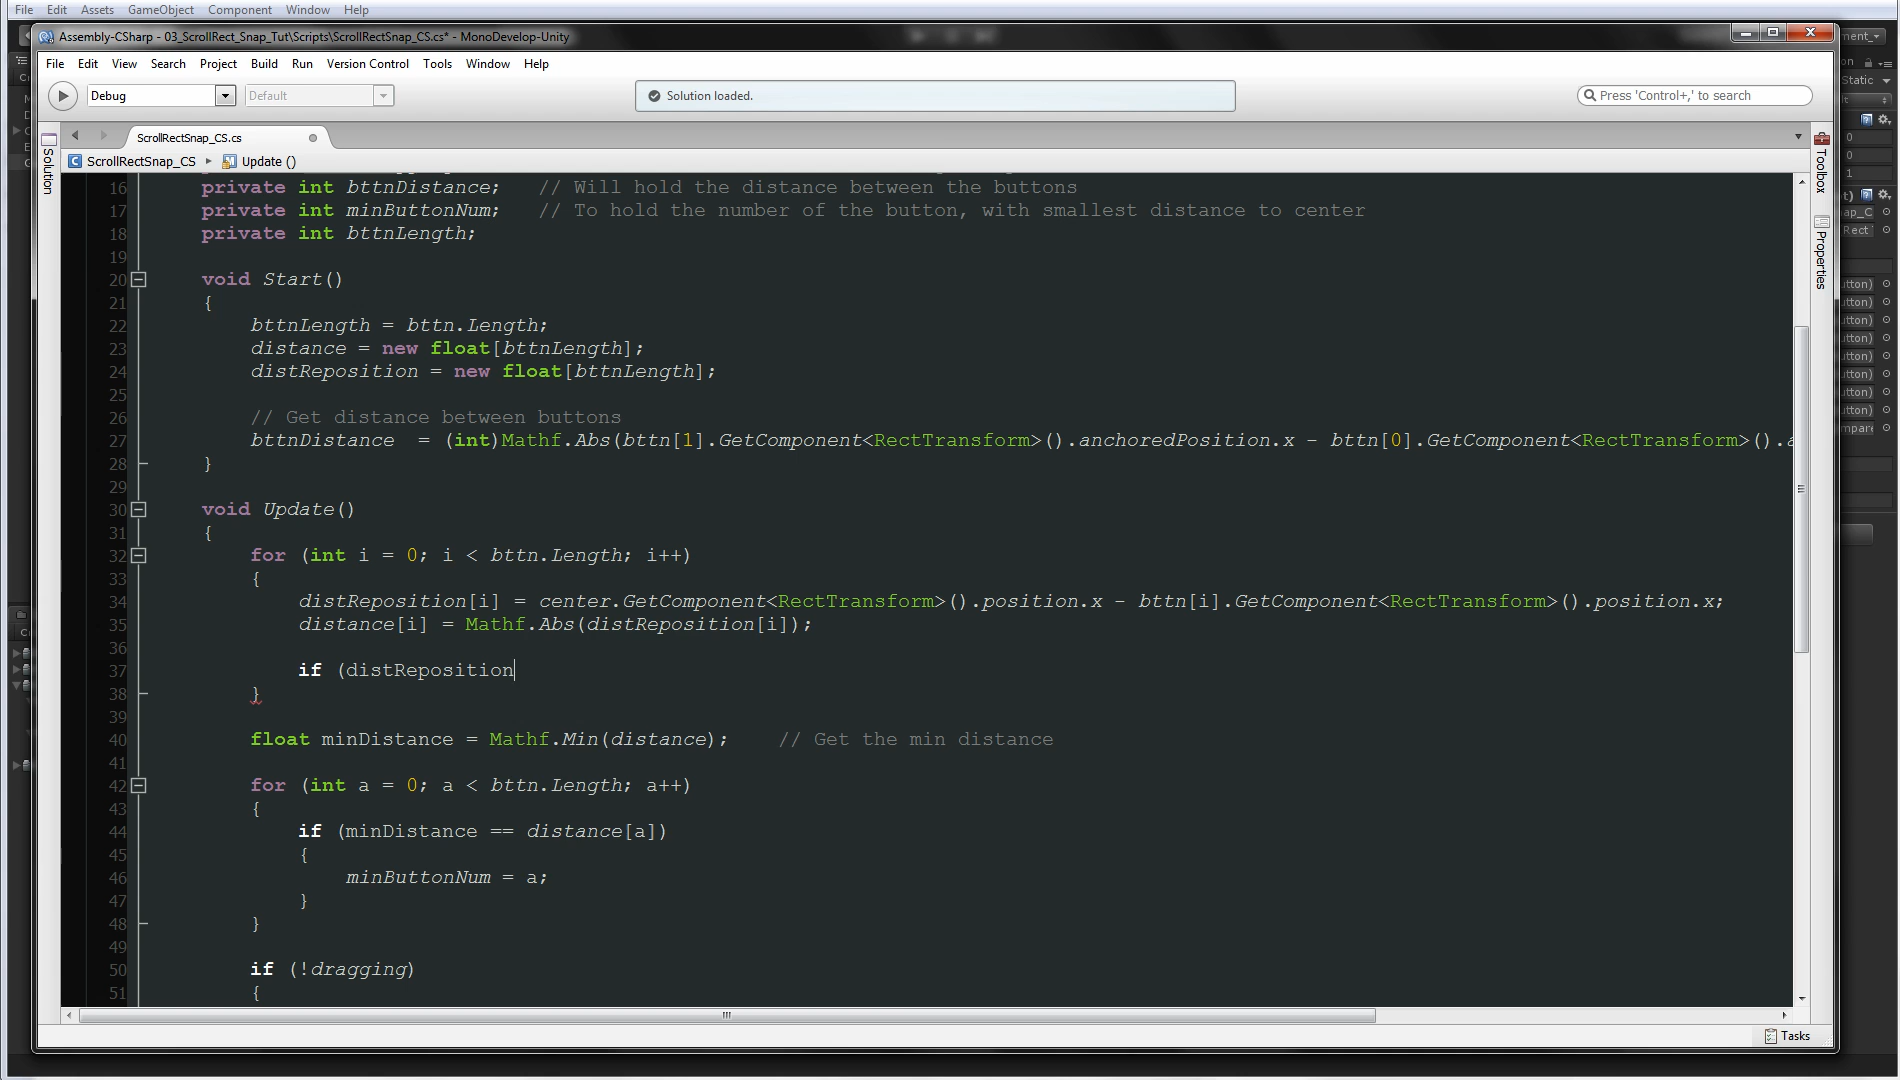 File Edit Assets GameObject Component Window Help
Assembly-CSharp - 03_ScrollRect_Snap_Tut\Scripts\ScrollRectSnap_CS.cs* - MonoDevelop-Unity
File Edit View Search Project Build Run Version Control Tools Window Help
Debug Default Solution loaded. Press 'Control+,' to search
ScrollRectSnap_CS.cs
ScrollRectSnap_CS Update ()
Solution
Toolbox
Properties
16 private int bttnDistance; // Will hold the distance between the buttons
17 private int minButtonNum; // To hold the number of the button, with smallest distance to center
18 private int bttnLength;
19
20 void Start()
21 {
22 bttnLength = bttn.Length;
23 distance = new float[bttnLength];
24 distReposition = new float[bttnLength];
25
26 // Get distance between buttons
27 bttnDistance = (int)Mathf.Abs(bttn[1].GetComponent<RectTransform>().anchoredPosition.x - bttn[0].GetComponent<RectTransform>().a
28 }
29
30 void Update()
31 {
32 for (int i = 0; i < bttn.Length; i++)
33 {
34 distReposition[i] = center.GetComponent<RectTransform>().position.x - bttn[i].GetComponent<RectTransform>().position.x;
35 distance[i] = Mathf.Abs(distReposition[i]);
36
37 if (distReposition
38 }
39
40 float minDistance = Mathf.Min(distance); // Get the min distance
41
42 for (int a = 0; a < bttn.Length; a++)
43 {
44 if (minDistance == distance[a])
45 {
46 minButtonNum = a;
47 }
48 }
49
50 if (!dragging)
51 {
Tasks